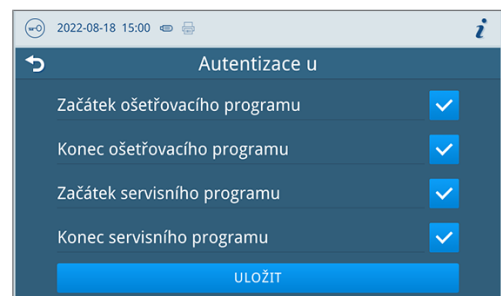 2022-08-18 15:00
i
Autentizace u
Začátek ošetřovacího programu
Konec ošetřovacího programu
Začátek servisního programu
Konec servisního programu
ULOŽIT